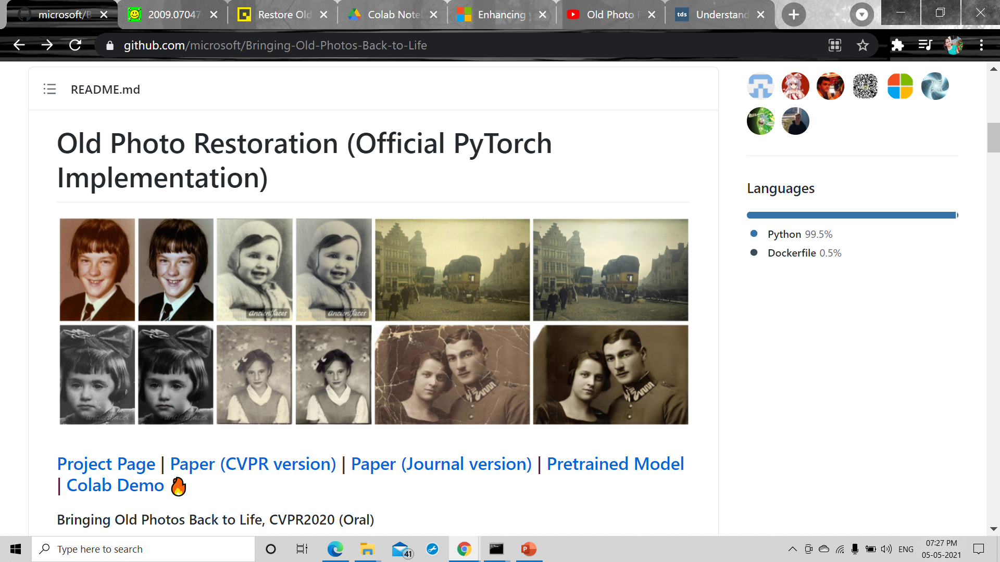 microsoft/B
2009.07047
Restore Old
Colab Note
Enhancing y
Old Photo R
tds
Understand
github.com/microsoft/Bringing-Old-Photos-Back-to-Life
README.md
Old Photo Restoration (Official PyTorch
Implementation)
ancientfaces
ancientfaces
ancientfaces
ancientfaces
Project Page | Paper (CVPR version) | Paper (Journal version) | Pretrained Model
| Colab Demo 🔥
Bringing Old Photos Back to Life, CVPR2020 (Oral)
Languages
Python 99.5%
Dockerfile 0.5%
Type here to search
41
ENG
07:27 PM
05-05-2021